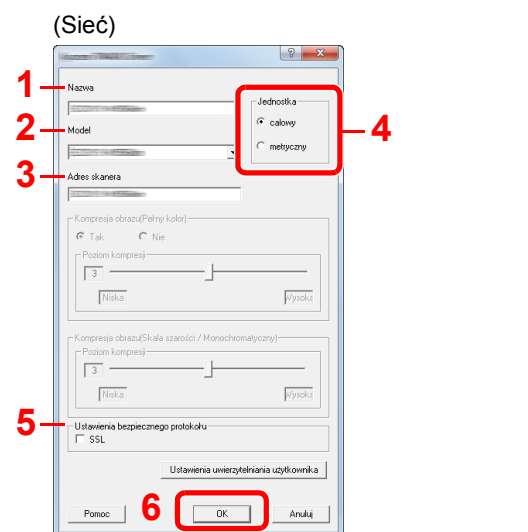 (Sieć)
?
1 Nazwa
Jednostka
calowy
4
2 Model
metryczny
3 Adres skanera
Kompresja obrazu(Pełny kolor)
Tak Nie
Poziom kompresji
3
Niska Wysoka
Kompresja obrazu(Skala szarości / Monochromatyczny)
Poziom kompresji
3
Niska Wysoka
5 Ustawienia bezpiecznego protokołu
SSL
Ustawienia uwierzytelniania użytkownika
Pomoc 6 OK Anuluj